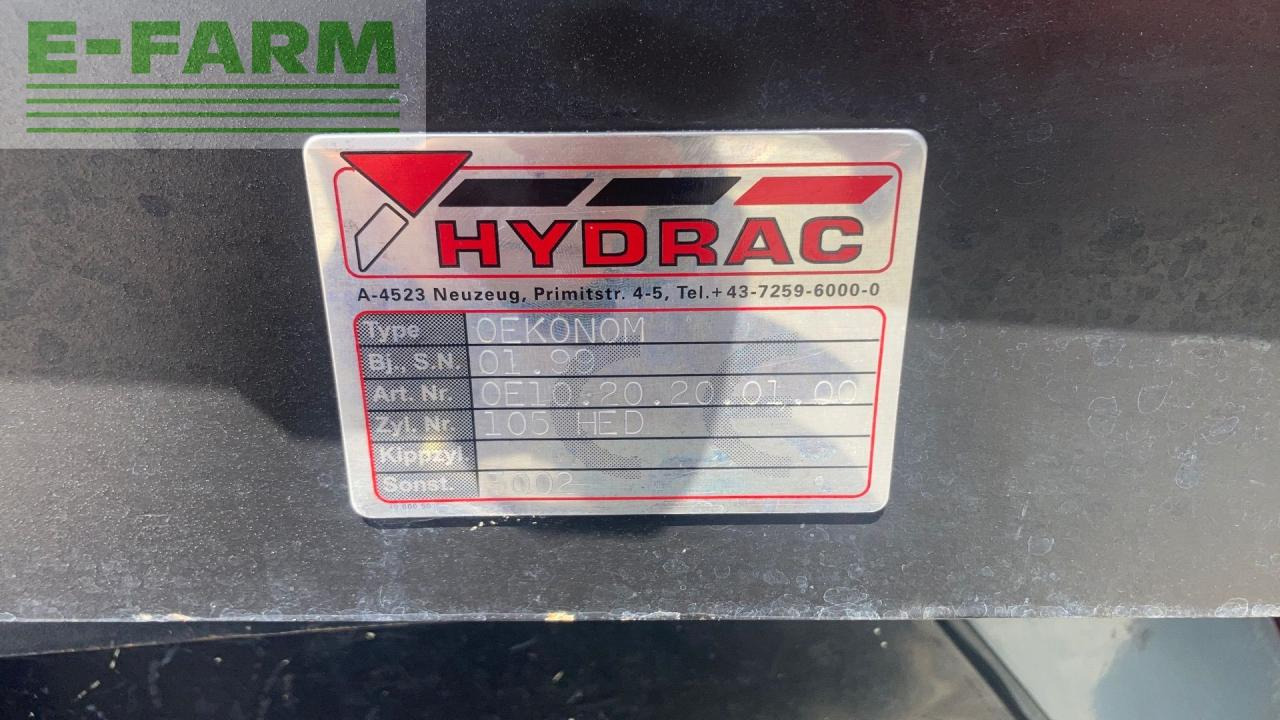 E-FARM
HYDRAC
A-4523 Neuzeug, Primitstr. 4-5, Tel.+43-7259-6000-0
Type OEKONOM
Bj., S.N. 01.90
Art. Nr. OE10.20.20.01.00
Zyl. Nr. 105 HED
Kippzyl.
Sonst.